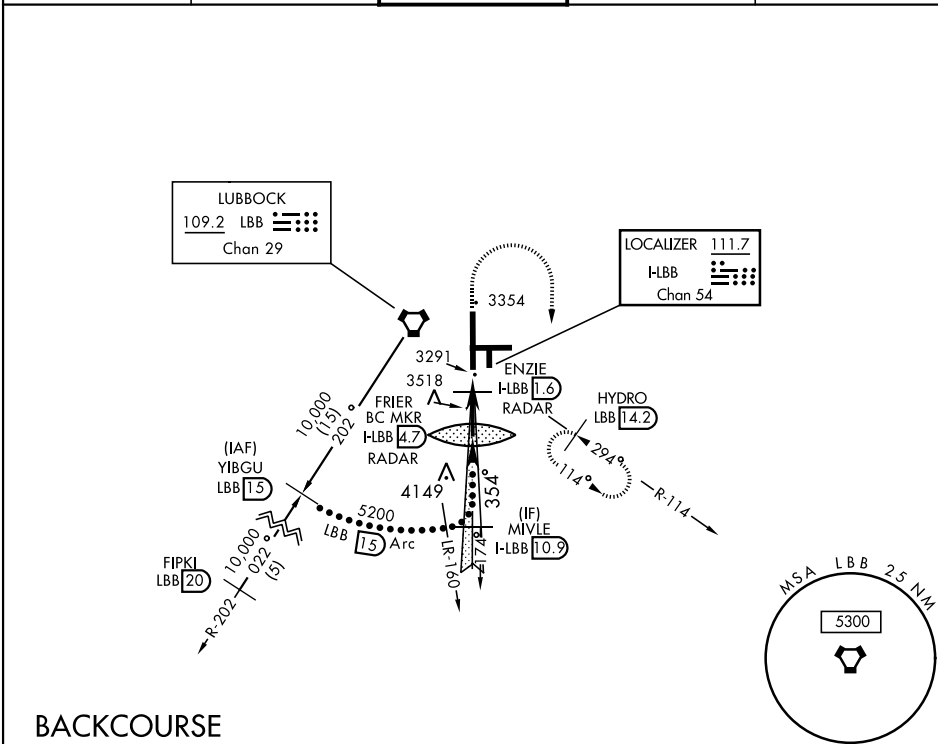 LUBBOCK
109.2 LBB
Chan 29
LOCALIZER 111.7
I-LBB
Chan 54
3354
3291
ENZIE
I-LBB 1.6
RADAR
3518
FRIER
BC MKR
I-LBB 4.7
RADAR
HYDRO
LBB 14.2
10,000
(15)
202°
294°
114°
R-114
(IAF)
YIBGU
LBB 15
4149
354°
5200
LBB 15 Arc
(IF)
MIVLE
I-LBB 10.9
174°
LR-160
FIPKI
LBB 20
10,000
022°
(5)
R-202
MSA LBB 25 NM
5300
BACKCOURSE